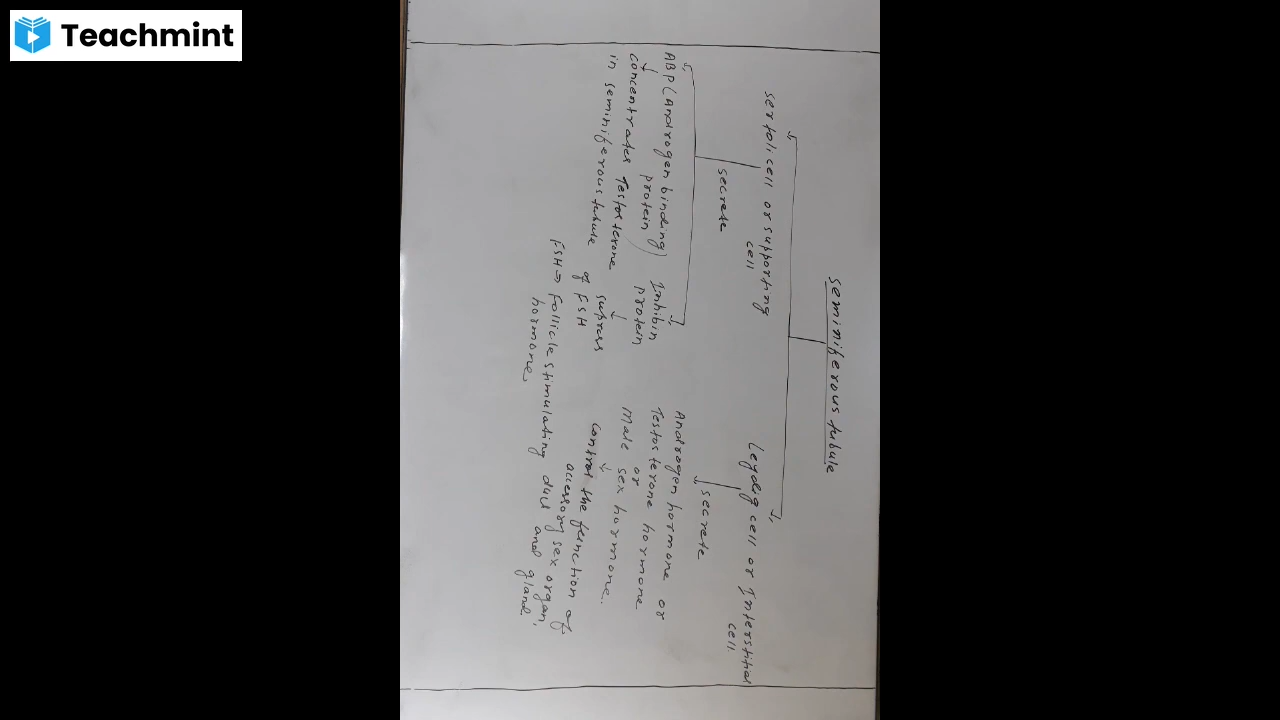 Teachmint
seminiferous tubule
sertoli cell or supporting
cell
Leydig cell or Interstitial
cell
secrete
secrete
ABP (Androgen binding
protein)
concentrates Testosterone
in seminiferous tubule
Inhibin
protein
supress
of FSH
FSH → follicle stimulating
hormone.
Androgen hormone or
Testosterone hormone
or
Male sex hormone.
control the function of
accessory sex organ,
duct and gland.